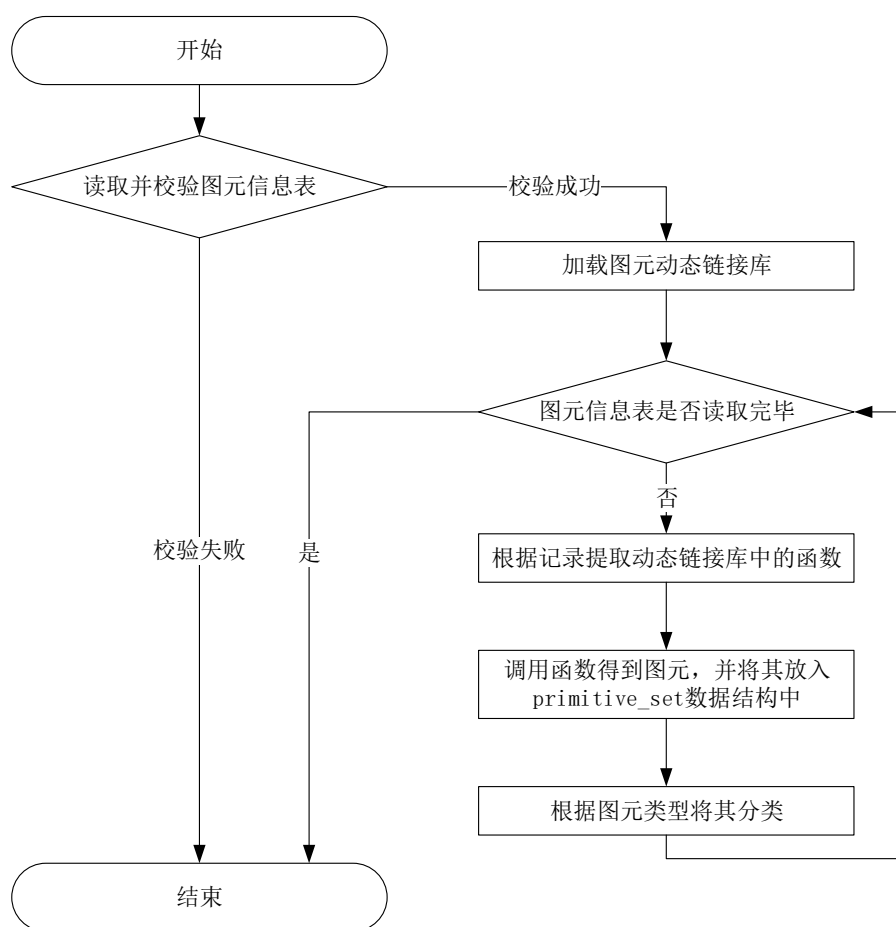 开始
读取并校验图元信息表
校验成功
加载图元动态链接库
图元信息表是否读取完毕
否
校验失败
是
根据记录提取动态链接库中的函数
调用函数得到图元，并将其放入
primitive_set数据结构中
根据图元类型将其分类
结束